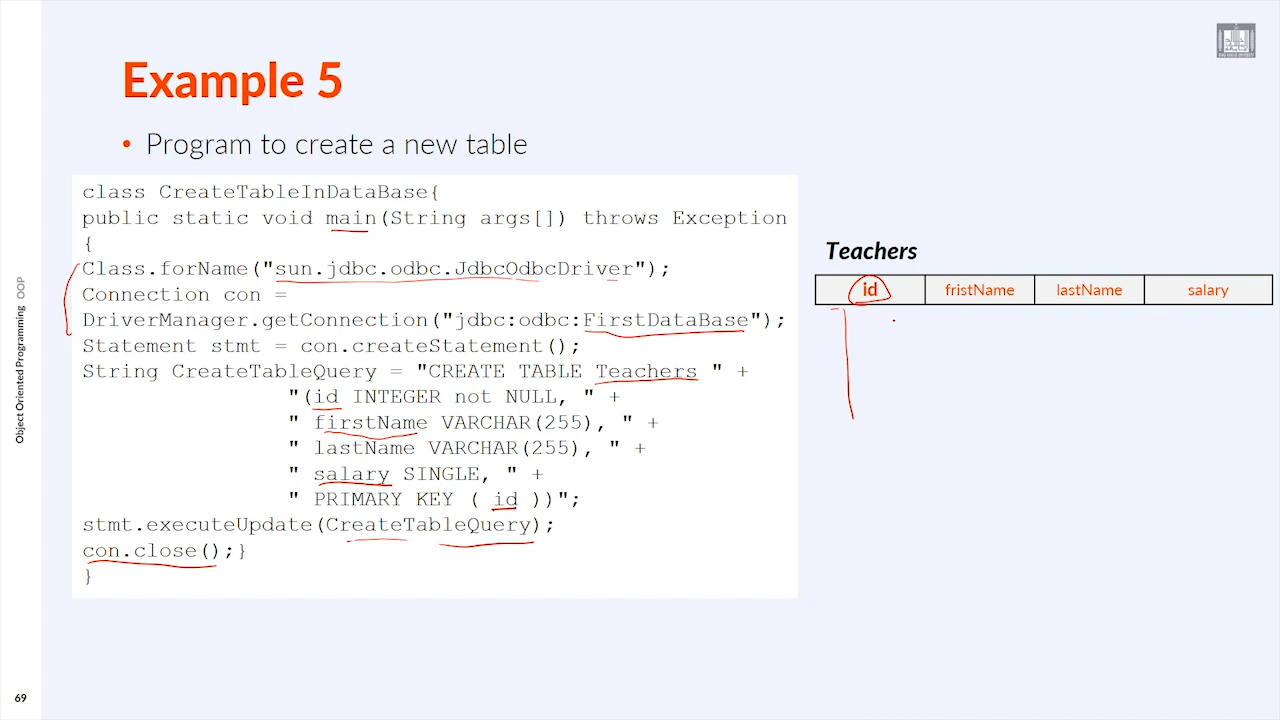 Example 5
• Program to create a new table
class CreateTableInDataBase{
public static void main(String args[]) throws Exception
{
Class.forName("sun.jdbc.odbc.JdbcOdbcDriver");
Connection con =
DriverManager.getConnection("jdbc:odbc:FirstDataBase");
Statement stmt = con.createStatement();
String CreateTableQuery = "CREATE TABLE Teachers " +
"(id INTEGER not NULL, " +
" firstName VARCHAR(255), " +
" lastName VARCHAR(255), " +
" salary SINGLE, " +
" PRIMARY KEY ( id ))";
stmt.executeUpdate(CreateTableQuery);
con.close();}
}
Teachers
id fristName lastName salary
Object Oriented Programming OOP
69